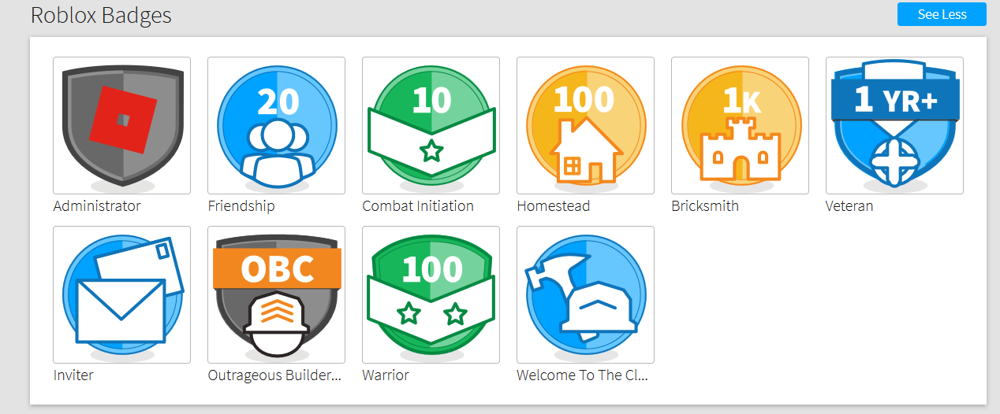 Roblox Badges
See Less
20
10
100
1K
1 YR+
Administrator
Friendship
Combat Initiation
Homestead
Bricksmith
Veteran
OBC
100
Inviter
Outrageous Builder...
Warrior
Welcome To The Cl...